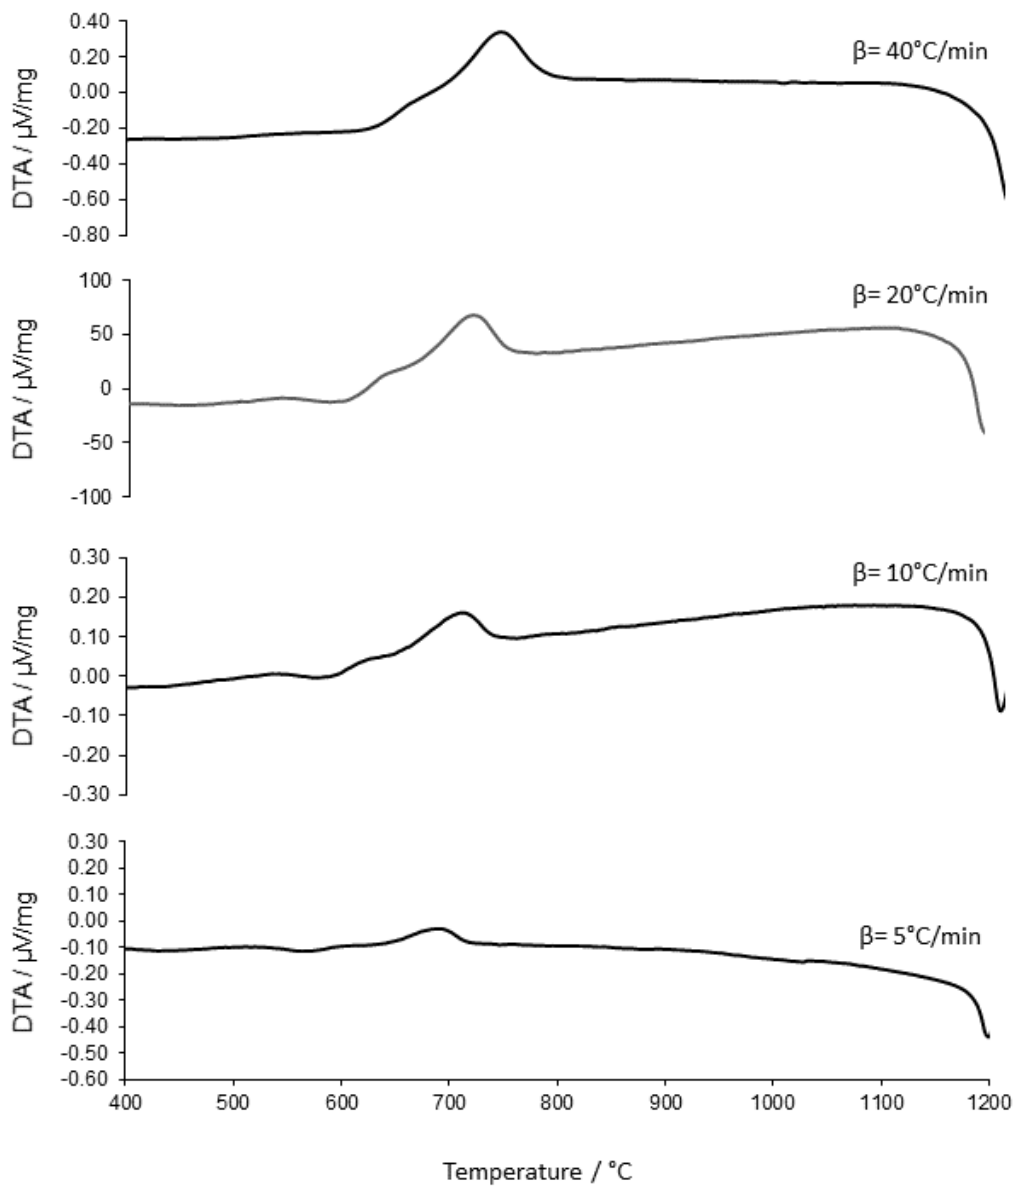 0.40
0.20
0.00
-0.20
-0.40
-0.60
-0.80
DTA / µV/mg
β= 40°C/min
100
50
0
-50
-100
DTA / µV/mg
β= 20°C/min
0.30
0.20
0.10
0.00
-0.10
-0.20
-0.30
DTA / µV/mg
β= 10°C/min
0.30
0.20
0.10
0.00
-0.10
-0.20
-0.30
-0.40
-0.50
-0.60
DTA / µV/mg
β= 5°C/min
400 500 600 700 800 900 1000 1100 1200
Temperature / °C